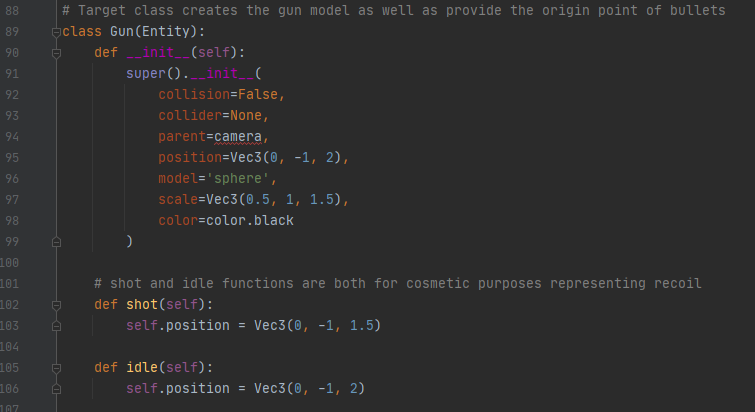 88 # Target class creates the gun model as well as provide the origin point of bullets
89 class Gun(Entity):
90     def __init__(self):
91         super().__init__(
92             collision=False,
93             collider=None,
94             parent=camera,
95             position=Vec3(0, -1, 2),
96             model='sphere',
97             scale=Vec3(0.5, 1, 1.5),
98             color=color.black
99         )
100
101     # shot and idle functions are both for cosmetic purposes representing recoil
102     def shot(self):
103         self.position = Vec3(0, -1, 1.5)
104
105     def idle(self):
106         self.position = Vec3(0, -1, 2)
107